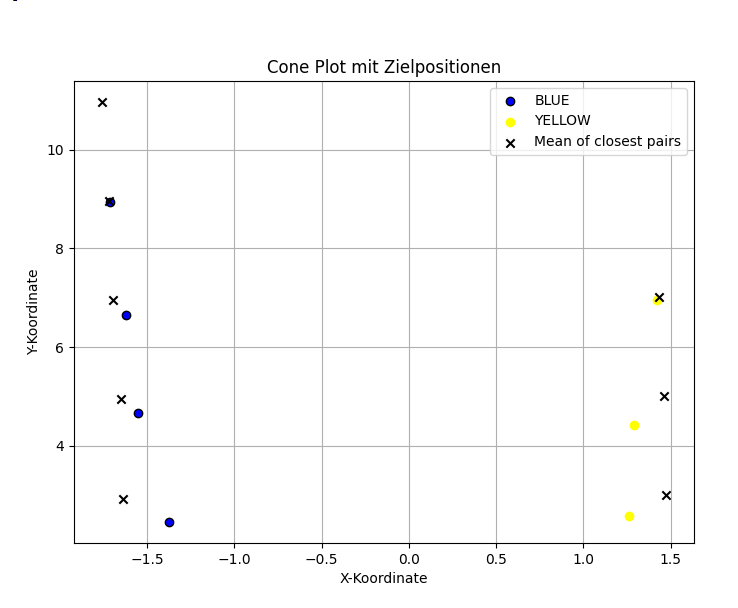 Cone Plot mit Zielpositionen
BLUE
YELLOW
Mean of closest pairs
Y-Koordinate
10
8
6
4
−1.5 −1.0 −0.5 0.0 0.5 1.0 1.5
X-Koordinate